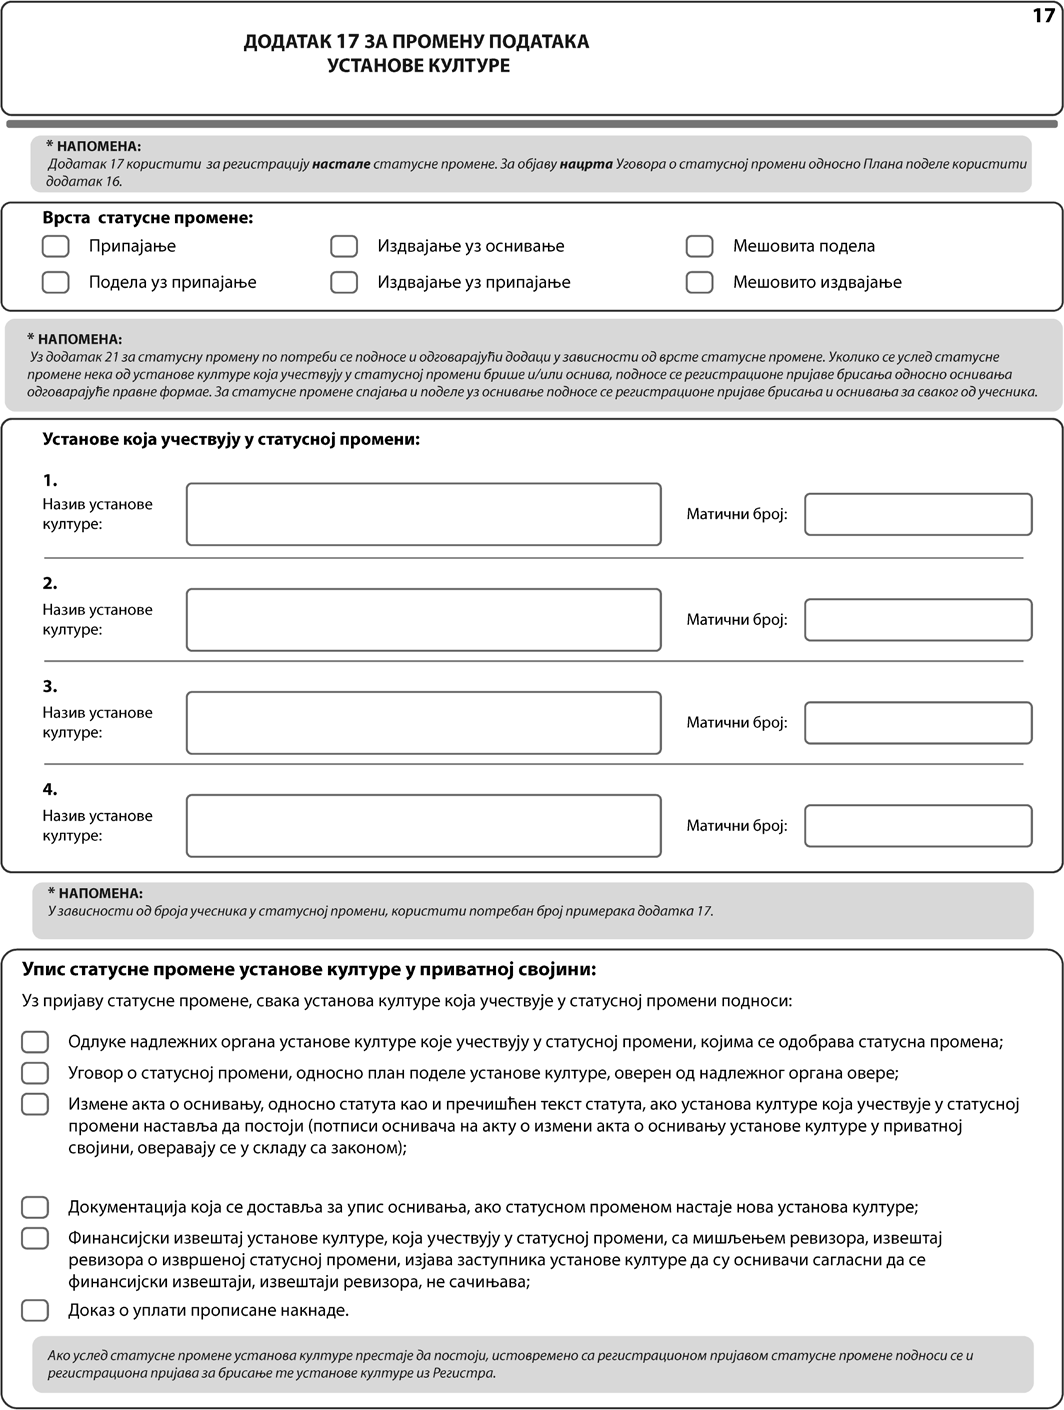 17
ДОДАТАК 17 ЗА ПРОМЕНУ ПОДАТАКА
УСТАНОВЕ КУЛТУРЕ
* НАПОМЕНА:
Додатак 17 користити за регистрацију настале статусне промене. За објаву нацрта Уговора о статусној промени односно Плана поделе користити
додатак 16.
Врста статусне промене:
Припајање
Издвајање уз оснивање
Мешовита подела
Подела уз припајање
Издвајање уз припајање
Мешовито издвајање
* НАПОМЕНА:
Уз додатак 21 за статусну промену по потреби се подносе и одговарајући додаци у зависности од врсте статусне промене. Уколико се услед статусне
промене нека од установе културе која учествују у статусној промени брише и/или оснива, подносе се регистрационе пријаве брисања односно оснивања
одговарајуће правне формае. За статусне промене спајања и поделе уз оснивање подносе се регистрационе пријаве брисања и оснивања за сваког од учесника.
Установе која учествују у статусној промени:
1.
Назив установе
културе:
Матични број:
2.
Назив установе
културе:
Матични број:
3.
Назив установе
културе:
Матични број:
4.
Назив установе
културе:
Матични број:
* НАПОМЕНА:
У зависности од броја учесника у статусној промени, користити потребан број примерака додатка 17.
Упис статусне промене установе културе у приватној својини:
Уз пријаву статусне промене, свака установа културе која учествује у статусној промени подноси:
Одлуке надлежних органа установе културе које учествују у статусној промени, којима се одобрава статусна промена;
Уговор о статусној промени, односно план поделе установе културе, оверен од надлежног органа овере;
Измене акта о оснивању, односно статута као и пречишћен текст статута, ако установа културе која учествује у статусној
промени наставља да постоји (потписи оснивача на акту о измени акта о оснивању установе културе у приватној
својини, оверавају се у складу са законом);
Документација која се доставља за упис оснивања, ако статусном променом настаје нова установа културе;
Финансијски извештај установе културе, која учествују у статусној промени, са мишљењем ревизора, извештај
ревизора о извршеној статусној промени, изјава заступника установе културе да су оснивачи сагласни да се
финансијски извештаји, извештаји ревизора, не сачињава;
Доказ о уплати прописане накнаде.
Ако услед статусне промене установа културе престаје да постоји, истовремено са регистрационом пријавом статусне промене подноси се и
регистрациона пријава за брисање те установе културе из Регистра.